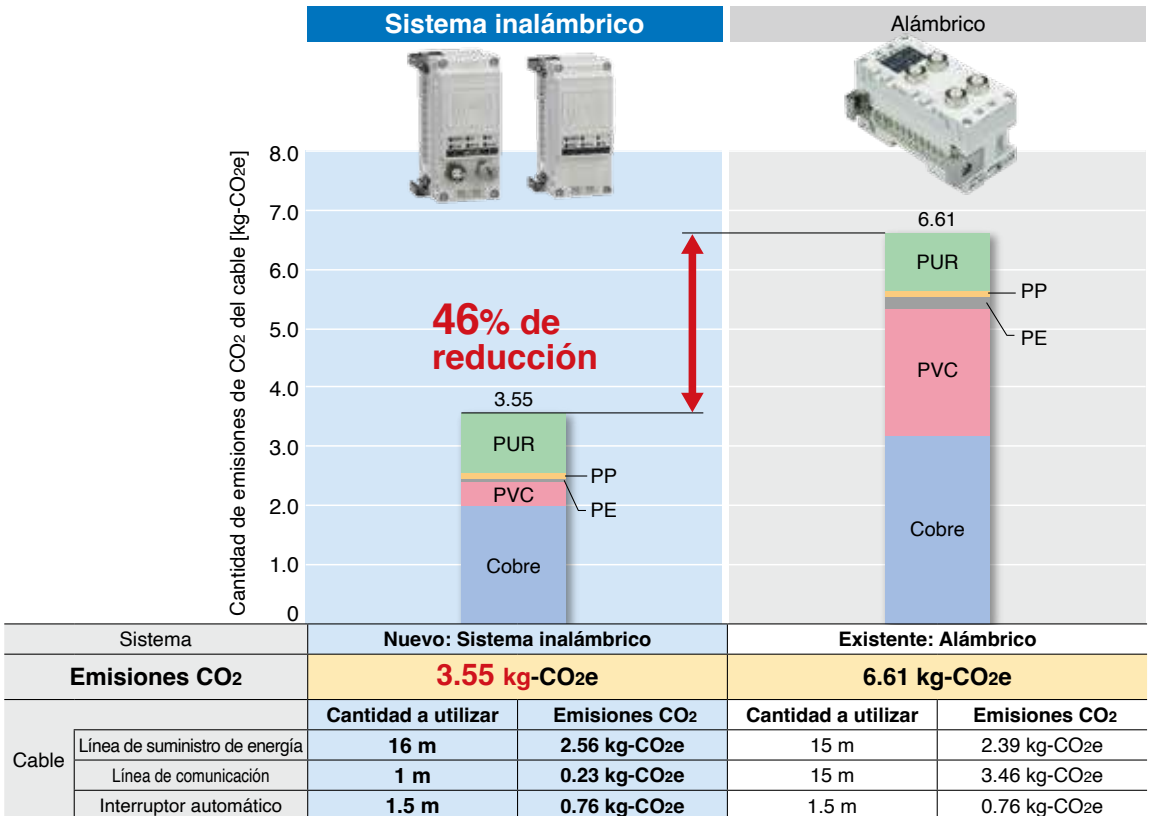 Sistema inalámbrico
Alámbrico
Cantidad de emisiones de CO2 del cable [kg-CO2e]
8.0
7.0
6.0
5.0
4.0
3.0
2.0
1.0
0
46% de
reducción
3.55
PUR
PP
PVC
PE
Cobre
6.61
PUR
PP
PE
PVC
Cobre
Sistema Nuevo: Sistema inalámbrico Existente: Alámbrico
Emisiones CO2 3.55 kg-CO2e 6.61 kg-CO2e
Cantidad a utilizar Emisiones CO2 Cantidad a utilizar Emisiones CO2
Cable
Línea de suministro de energía 16 m 2.56 kg-CO2e 15 m 2.39 kg-CO2e
Línea de comunicación 1 m 0.23 kg-CO2e 15 m 3.46 kg-CO2e
Interruptor automático 1.5 m 0.76 kg-CO2e 1.5 m 0.76 kg-CO2e